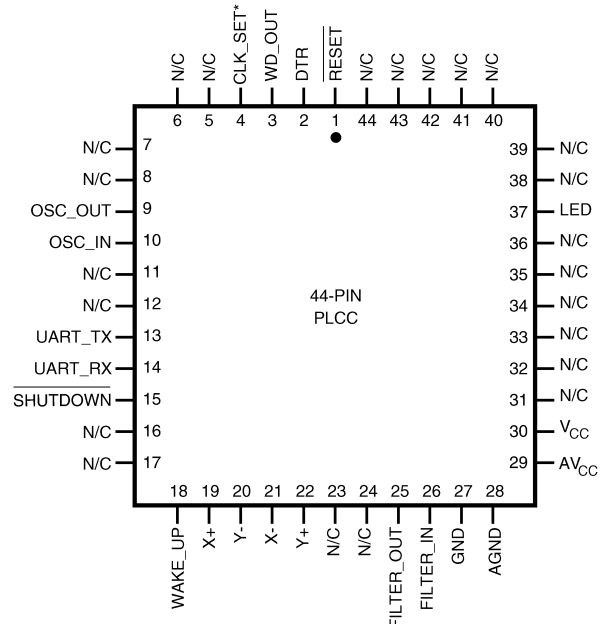 N/C N/C CLK_SET* WD_OUT DTR RESET N/C N/C N/C N/C N/C
6 5 4 3 2 1 44 43 42 41 40
N/C 7
N/C 8
OSC_OUT 9
OSC_IN 10
N/C 11
N/C 12
UART_TX 13
UART_RX 14
SHUTDOWN 15
N/C 16
N/C 17
44-PIN
PLCC
39 N/C
38 N/C
37 LED
36 N/C
35 N/C
34 N/C
33 N/C
32 N/C
31 N/C
30 VCC
29 AVCC
18 19 20 21 22 23 24 25 26 27 28
WAKE_UP X+ Y- X- Y+ N/C N/C FILTER_OUT FILTER_IN GND AGND